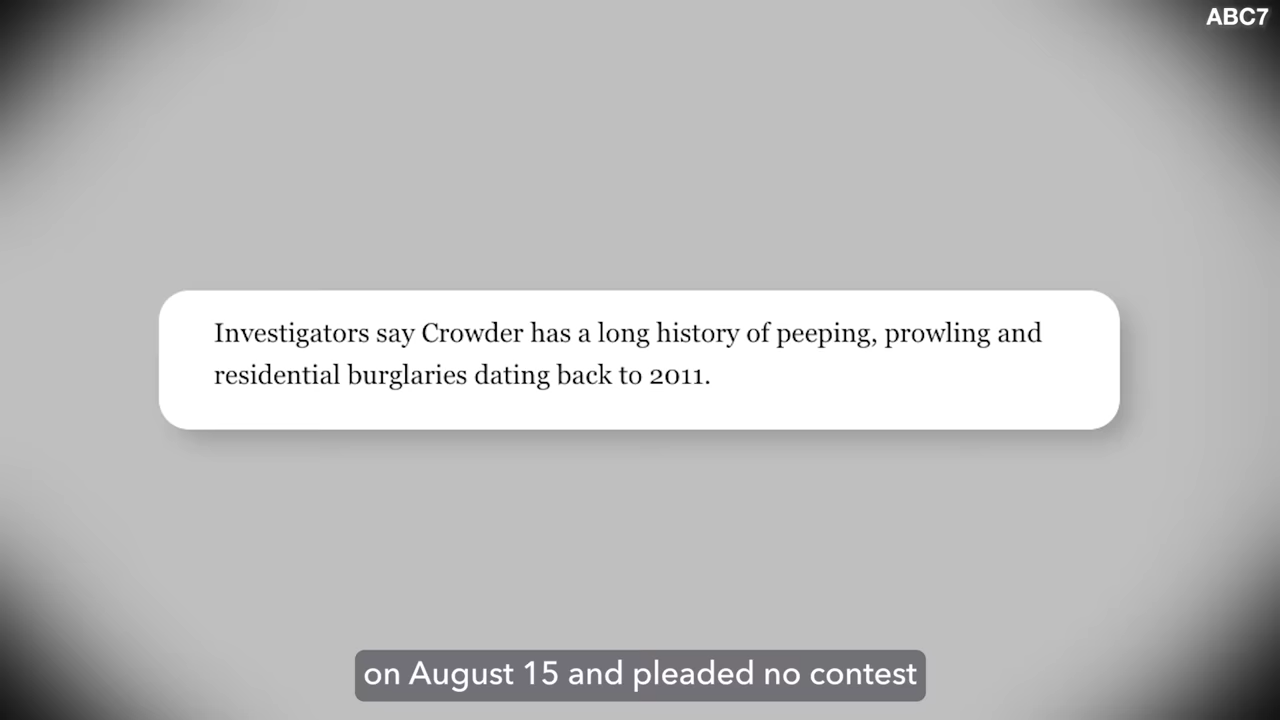 ABC7
Investigators say Crowder has a long history of peeping, prowling and
residential burglaries dating back to 2011.
on August 15 and pleaded no contest